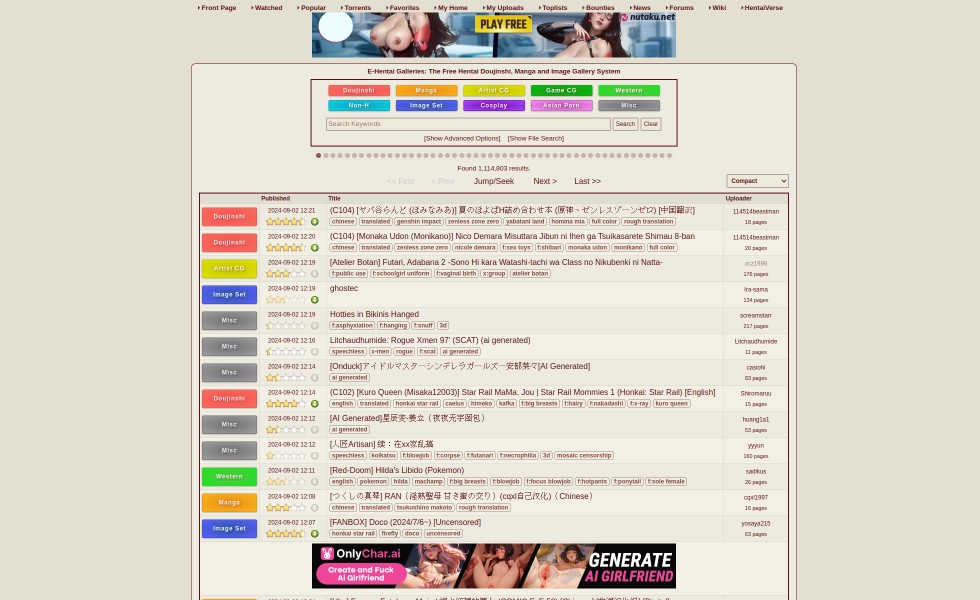 Front Page Watched Popular Torrents Favorites My Home My Uploads Toplists Bounties News Forums Wiki HentaiVerse
PLAY FREE
nutaku.net
E-Hentai Galleries: The Free Hentai Doujinshi, Manga and Image Gallery System
Doujinshi Manga Artist CG Game CG Western
Non-H Image Set Cosplay Asian Porn Misc
Search Keywords Search Clear
[Show Advanced Options] [Show File Search]
Found 1,114,803 results.
<< First < Prev Jump/Seek Next > Last >> Compact
Published Title Uploader
Doujinshi 2024-09-02 12:21 (C104) [ヤバ谷らんど (ほみなみあ)] 夏のほよばH詰め合わせ本 (原神、ゼンレスゾーンゼロ) [中国翻訳] 114514beastman
chinese translated genshin impact zenless zone zero yabatani land homina mia full color rough translation 18 pages
Doujinshi 2024-09-02 12:20 (C104) [Monaka Udon (Monikano)] Nico Demara Misuttara Jibun ni Ihen ga Tsuikasarete Shimau 8-ban 114514beastman
chinese translated zenless zone zero nicole demara f:sex toys f:shibari monaka udon monikano full color 20 pages
Artist CG 2024-09-02 12:19 [Atelier Botan] Futari, Adabana 2 -Sono Hi kara Watashi-tachi wa Class no Nikubenki ni Natta- xcz1998
f:public use f:schoolgirl uniform f:vaginal birth x:group atelier botan 176 pages
Image Set 2024-09-02 12:19 ghostec Ira-sama
134 pages
Misc 2024-09-02 12:19 Hotties in Bikinis Hanged screamstarr
f:asphyxiation f:hanging f:snuff 3d 217 pages
Misc 2024-09-02 12:16 Litchaudhumide: Rogue Xmen 97' (SCAT) (ai generated) Litchaudhumide
speechless x-men rogue f:scat ai generated 11 pages
Misc 2024-09-02 12:14 [Onduck]アイドルマスターシンデレラガールズ一安部菜々[AI Generated] casiohi
ai generated 83 pages
Doujinshi 2024-09-02 12:14 (C102) [Kuro Queen (Misaka12003)] Star Rail MaMa. Jou | Star Rail Mommies 1 (Honkai: Star Rail) [English] Shiromaruu
english translated honkai star rail caelus himeko kafka f:big breasts f:hairy f:nakadashi f:x-ray kuro queen 15 pages
Misc 2024-09-02 12:12 [AI Generated]星辰变-姜立（夜夜无字图包） huang1a1
ai generated 53 pages
Misc 2024-09-02 12:12 [人匠Artisan] 续：在xx家乱搞 yyyun
speechless koikatsu f:blowjob f:corpse f:futanari f:necrophilia 3d mosaic censorship 160 pages
Western 2024-09-02 12:11 [Red-Doom] Hilda's Libido (Pokemon) sadikus
english pokemon hilda machamp f:big breasts f:blowjob f:focus blowjob f:hotpants f:ponytail f:sole female 26 pages
Manga 2024-09-02 12:08 [つくしの真琴] RAN（淫熟聖母 甘き蜜の交り）(cqxl自己汉化)（Chinese） cqxl1997
chinese translated tsukushino makoto rough translation 16 pages
Image Set 2024-09-02 12:07 [FANBOX] Doco (2024/7/6~) [Uncensored] yosaya215
honkai star rail firefly doco uncensored 63 pages
OnlyChar.ai
Create and Fuck
Ai Girlfriend
GENERATE
AI GIRLFRIEND